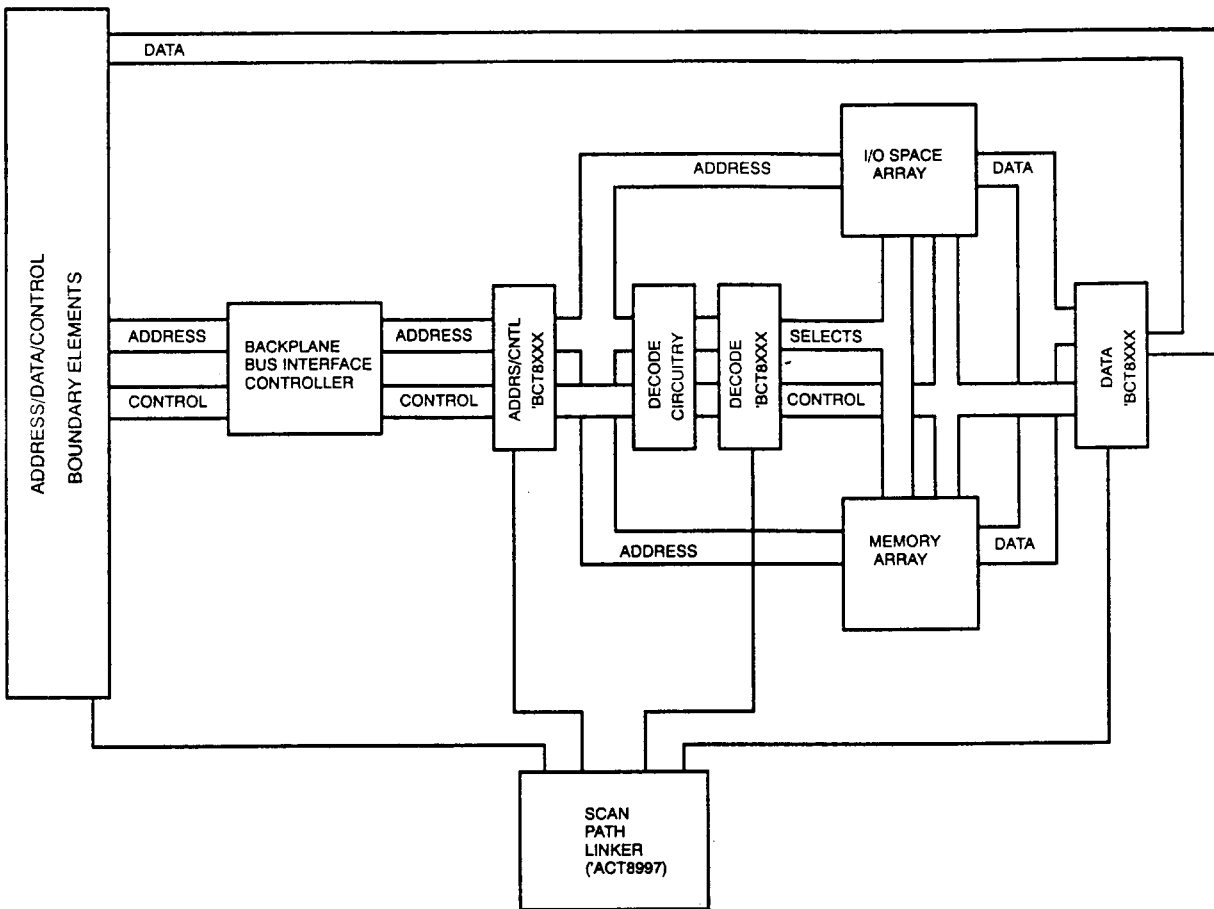 DATA
ADDRESS/DATA/CONTROL
BOUNDARY ELEMENTS
I/O SPACE
ARRAY
ADDRESS
DATA
ADDRESS
BACKPLANE
BUS INTERFACE
CONTROLLER
ADDRESS
CONTROL
CONTROL
ADDRS/CNTL
'BCT8XXX
DECODE
CIRCUITRY
DECODE
'BCT8XXX
SELECTS
CONTROL
DATA
'BCT8XXX
ADDRESS
MEMORY
ARRAY
DATA
SCAN
PATH
LINKER
('ACT8997)